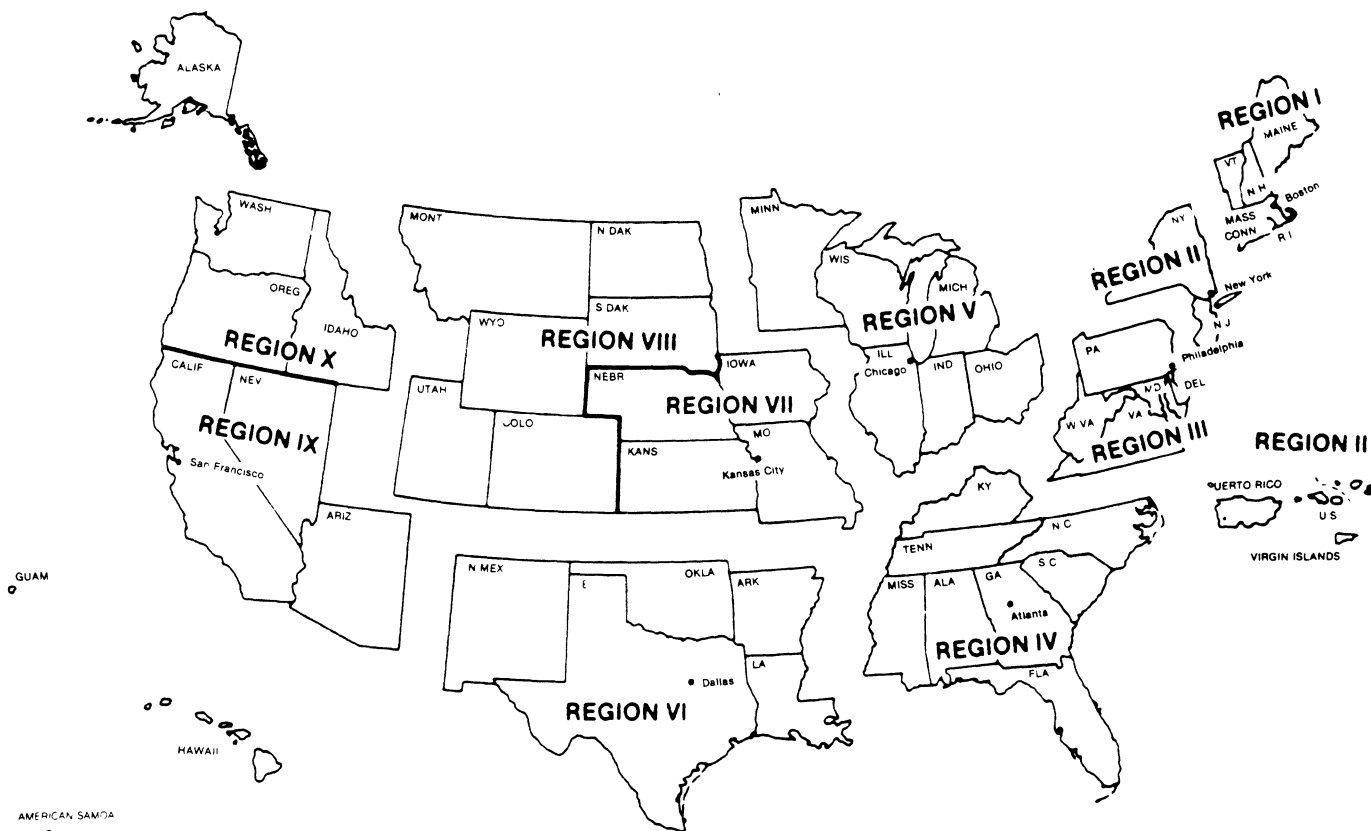 ALASKA
REGION I
MAINE
VT
N H
Boston
MASS
CONN
R I
WASH
MONT
N DAK
MINN
NY
REGION II
New York
N J
WIS
MICH
REGION V
OREG
IDAHO
REGION X
WYO
S DAK
REGION VIII
PA
Philadelphia
DEL
MD
CALIF
NEV
UTAH
NEBR
IOWA
ILL
Chicago
IND
OHIO
REGION VII
REGION IX
San Francisco
COLO
KANS
MO
Kansas City
W VA
VA
REGION III
REGION II
KY
PUERTO RICO
U S
VIRGIN ISLANDS
ARIZ
N C
TENN
S C
GUAM
N MEX
OKLA
ARK
MISS
ALA
GA
Atlanta
REGION IV
FLA
LA
Dallas
REGION VI
HAWAII
AMERICAN SAMOA